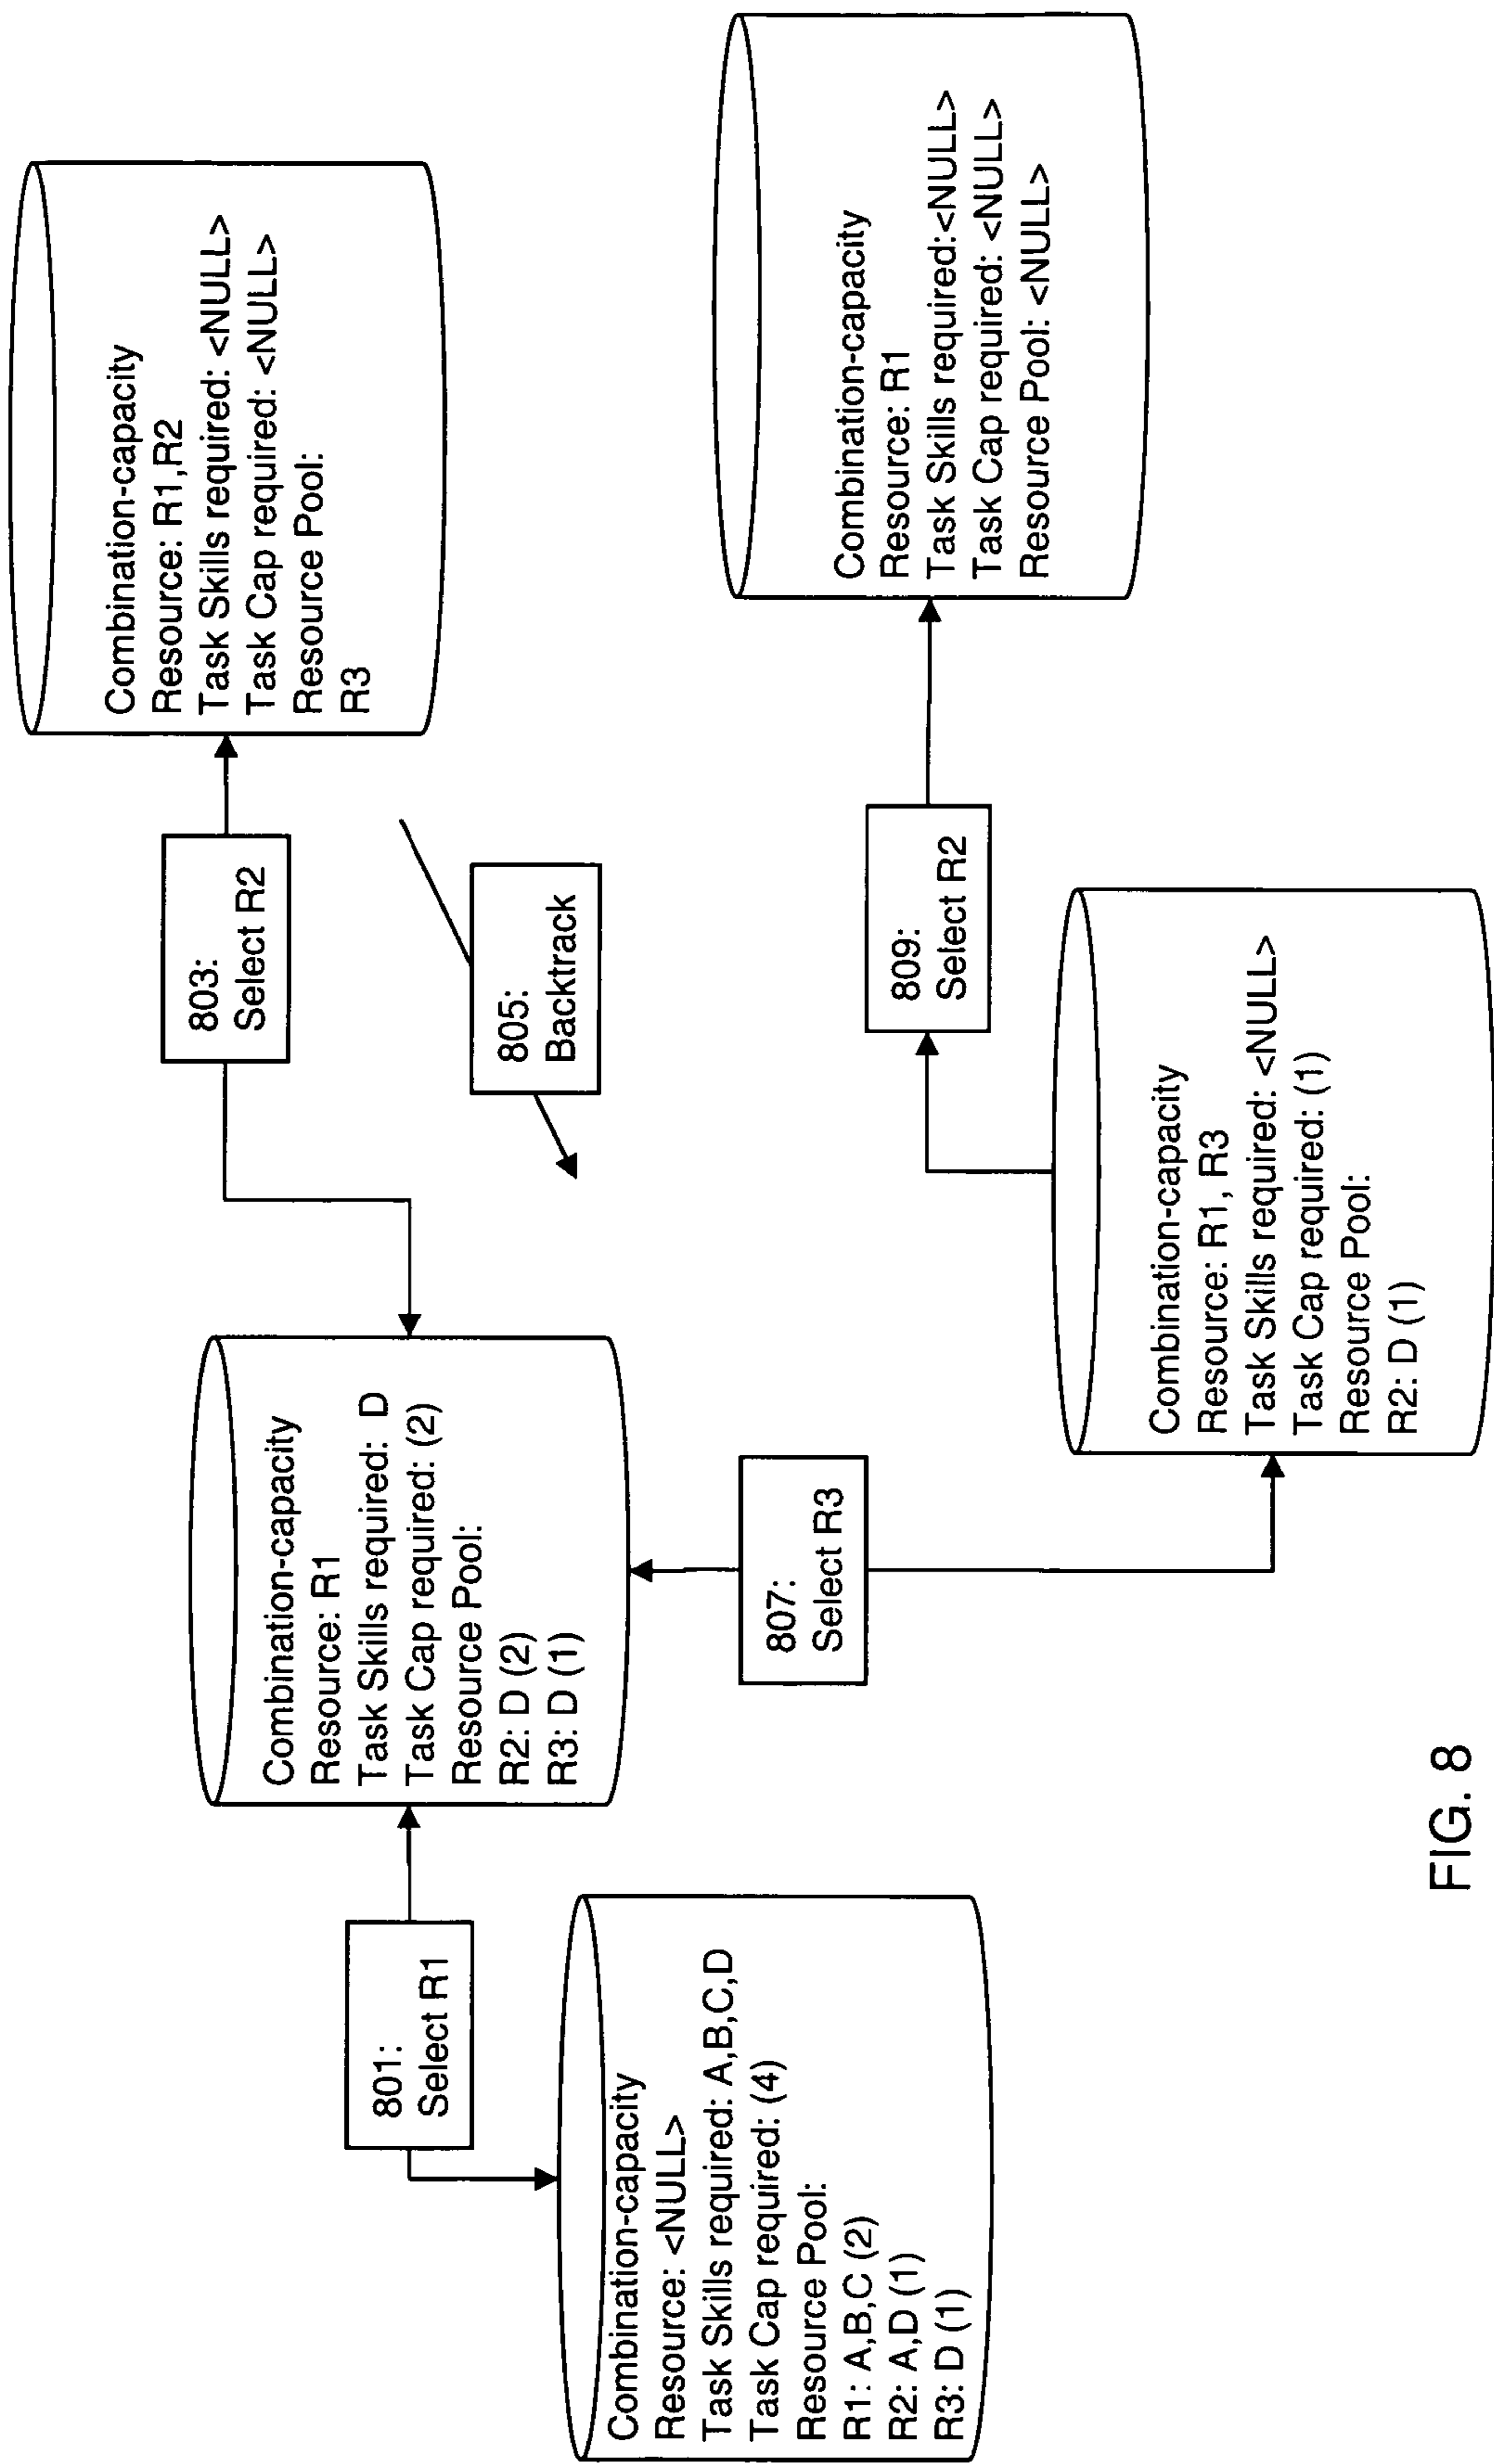 801:
Select R1
Combination-capacity
Resource: <NULL>
Task Skills required: A,B,C,D
Task Cap required: (4)
Resource Pool:
R1: A,B,C (2)
R2: A,D (1)
R3: D (1)
Combination-capacity
Resource: R1
Task Skills required: D
Task Cap required: (2)
Resource Pool:
R2: D (2)
R3: D (1)
803:
Select R2
Combination-capacity
Resource: R1,R2
Task Skills required: <NULL>
Task Cap required: <NULL>
Resource Pool:
R3
805:
Backtrack
807:
Select R3
Combination-capacity
Resource: R1, R3
Task Skills required: <NULL>
Task Cap required: (1)
Resource Pool:
R2: D (1)
809:
Select R2
Combination-capacity
Resource: R1
Task Skills required:<NULL>
Task Cap required: <NULL>
Resource Pool: <NULL>
FIG. 8